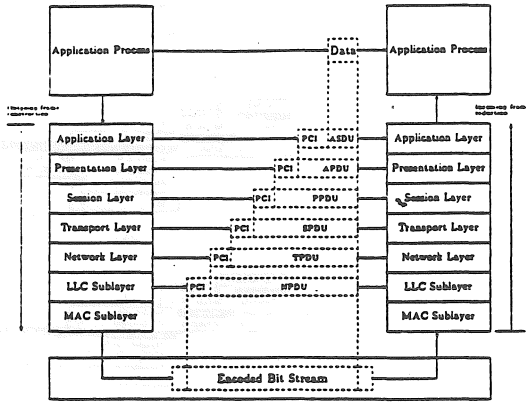 Application Process
Data
Application Process
Application Layer
PCI
ASDU
Application Layer
Presentation Layer
PCI
APDU
Presentation Layer
Session Layer
PCI
PPDU
Session Layer
Transport Layer
PCI
SPDU
Transport Layer
Network Layer
PCI
TPDU
Network Layer
LLC Sublayer
PCI
NPDU
LLC Sublayer
MAC Sublayer
MAC Sublayer
Encoded Bit Stream